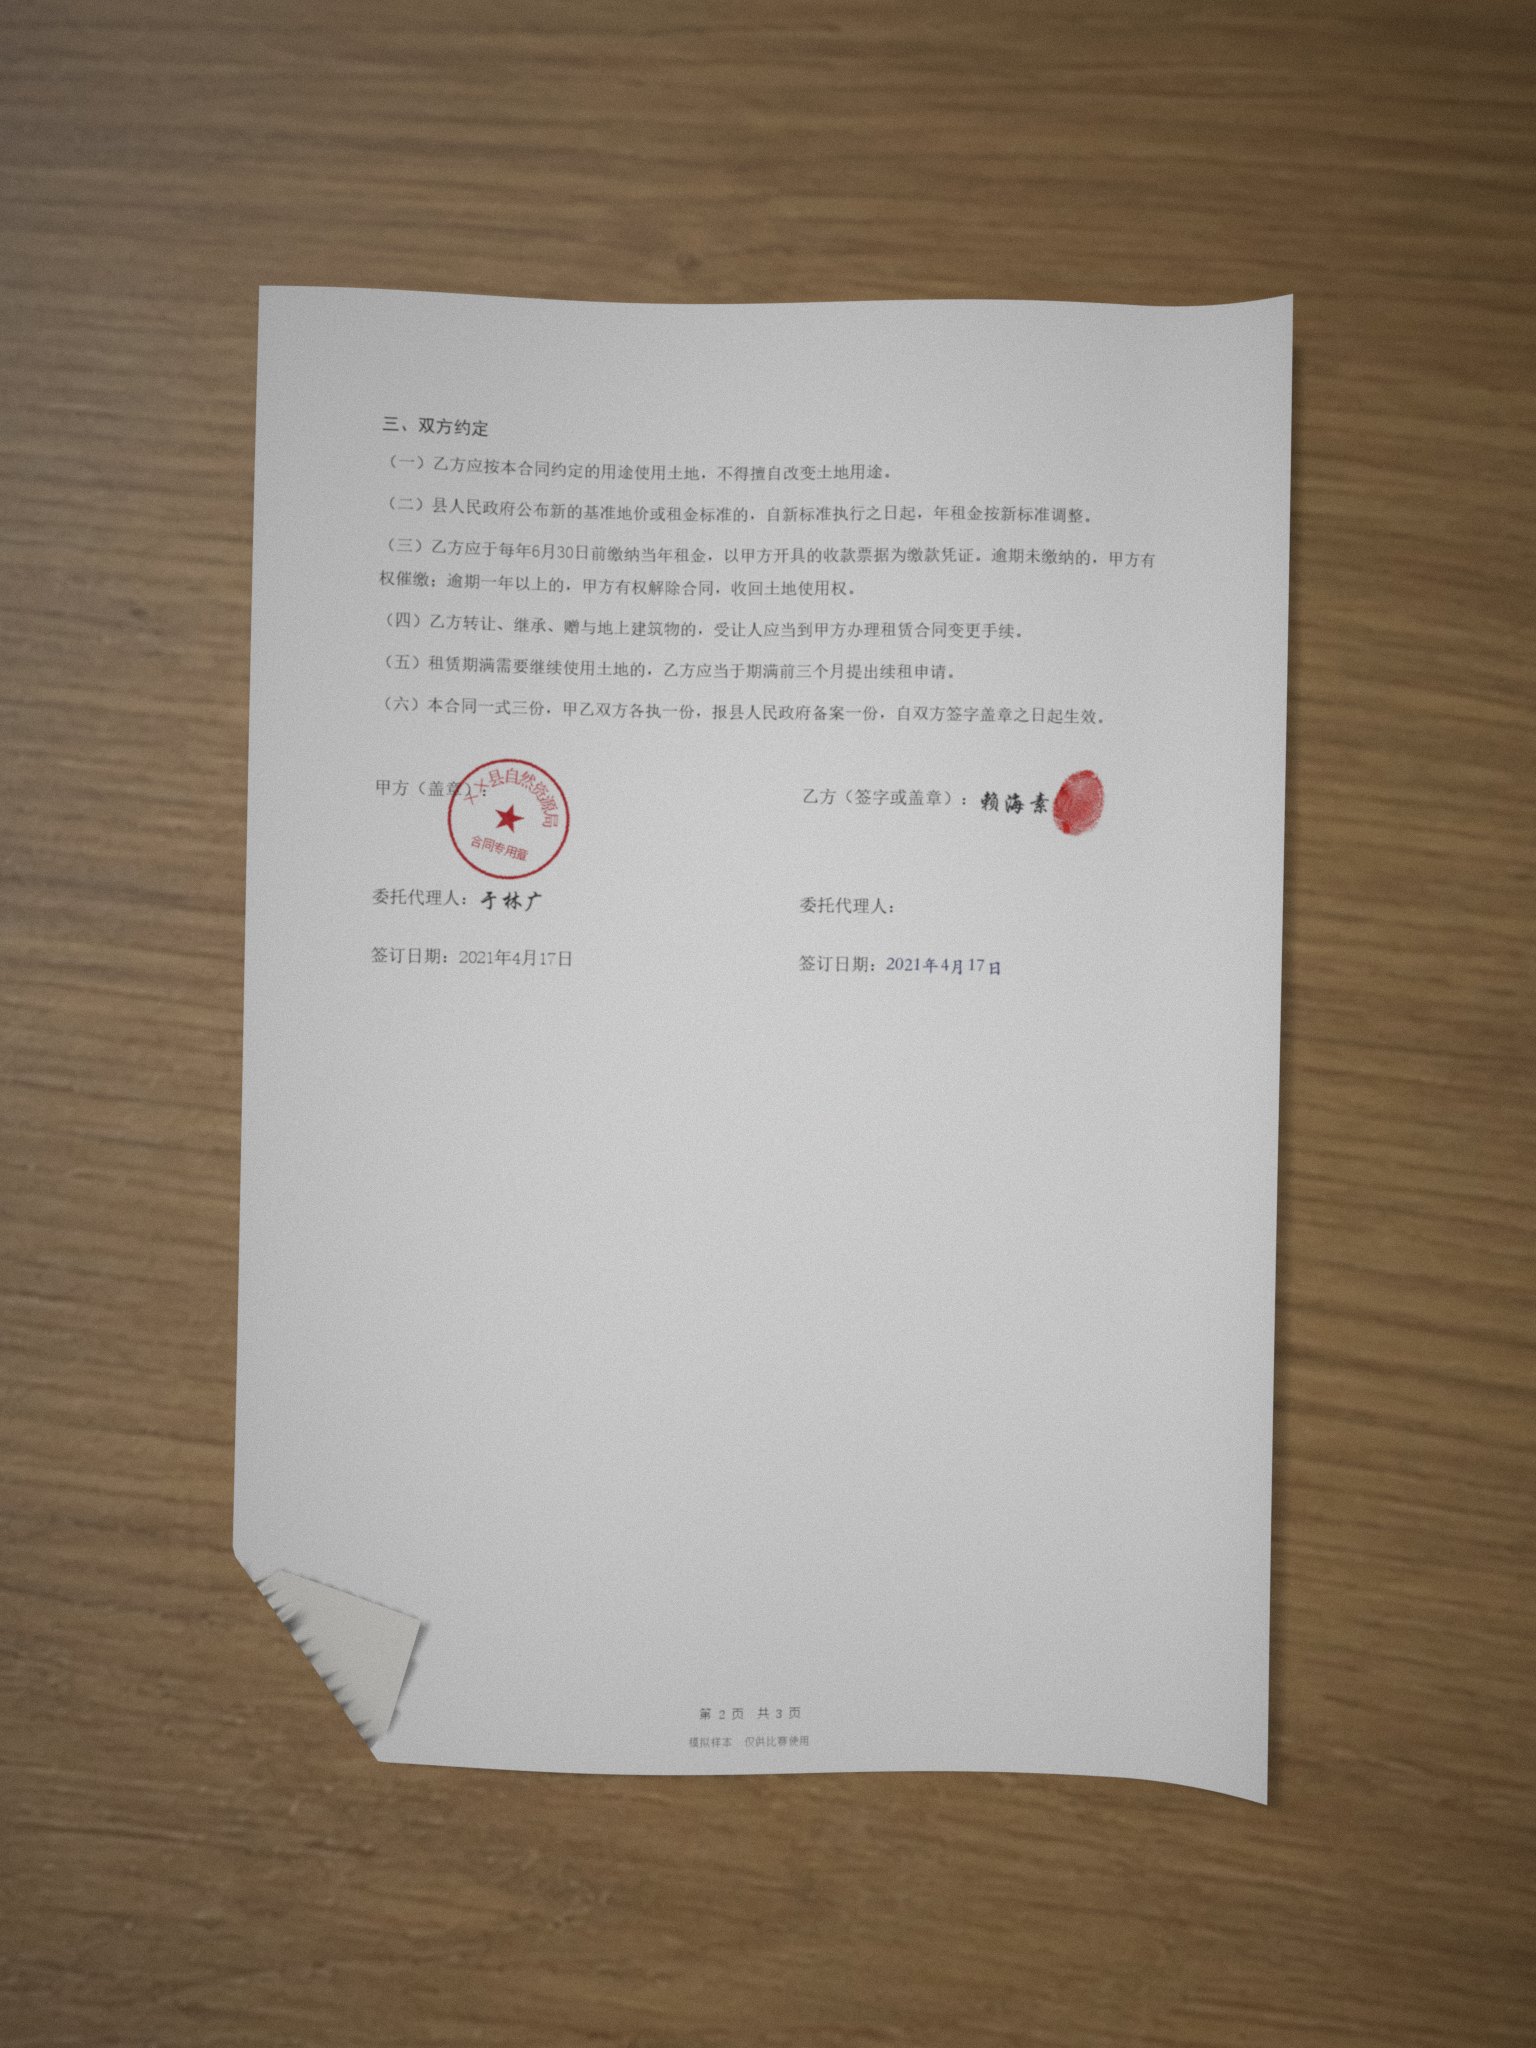 三、双方约定
（一）乙方应按本合同约定的用途使用土地，不得擅自改变土地用途。
（二）县人民政府公布新的基准地价或租金标准的，自新标准执行之日起，年租金按新标准调整。
（三）乙方应于每年6月30日前缴纳当年租金，以甲方开具的收款票据为缴款凭证。逾期未缴纳的，甲方有
权催缴；逾期一年以上的，甲方有权解除合同，收回土地使用权。
（四）乙方转让、继承、赠与地上建筑物的，受让人应当到甲方办理租赁合同变更手续。
（五）租赁期满需要继续使用土地的，乙方应当于期满前三个月提出续租申请。
（六）本合同一式三份，甲乙双方各执一份，报县人民政府备案一份，自双方签字盖章之日起生效。
甲方（盖章）：
××县自然资源局
合同专用章
乙方（签字或盖章）：赖海素
委托代理人：于林广
委托代理人：
签订日期：2021年4月17日
签订日期：2021年4月17日
第 2 页 共 3 页
模拟样本 仅供比赛使用